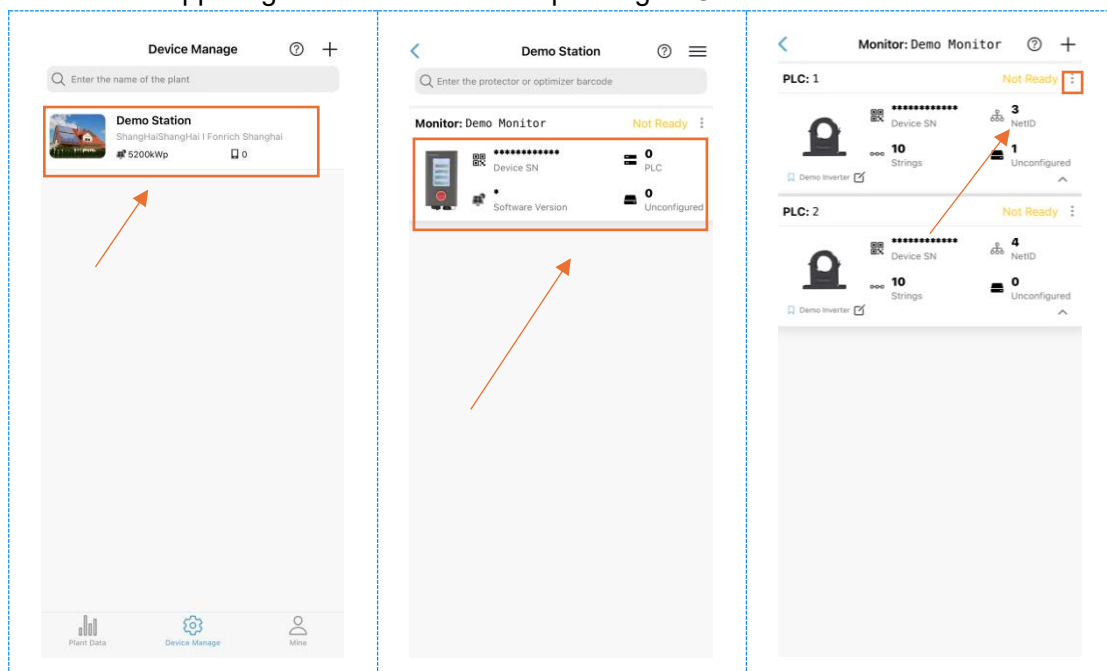 Device Manage
Enter the name of the plant
Demo Station
ShangHaiShangHai I Fonrich Shanghai
5200kWp 0
Plant Data Device Manage Mine
Demo Station
Enter the protector or optimizer barcode
Monitor: Demo Monitor Not Ready
************ 0
Device SN PLC
* 0
Software Version Unconfigured
Monitor: Demo Monitor
PLC: 1 Not Ready
************ 3
Device SN NetID
10 1
Strings Unconfigured
Demo Inverter
PLC: 2 Not Ready
************ 4
Device SN NetID
10 0
Strings Unconfigured
Demo Inverter